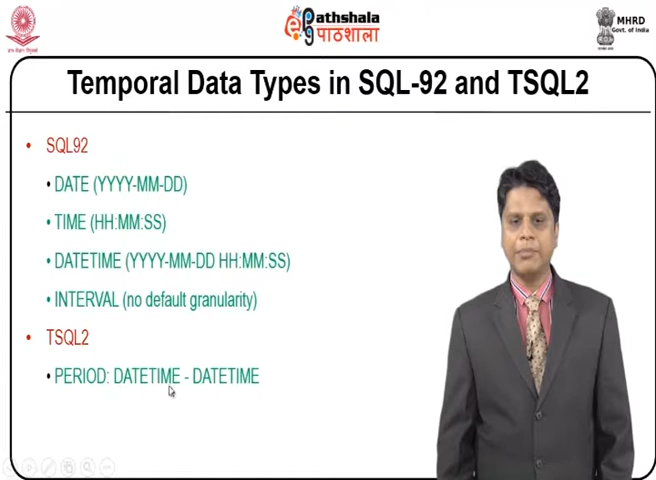 ePathshala
पाठशाला
MHRD
Govt. of India
Temporal Data Types in SQL-92 and TSQL2
• SQL92
• DATE (YYYY-MM-DD)
• TIME (HH:MM:SS)
• DATETIME (YYYY-MM-DD HH:MM:SS)
• INTERVAL (no default granularity)
• TSQL2
• PERIOD: DATETIME - DATETIME